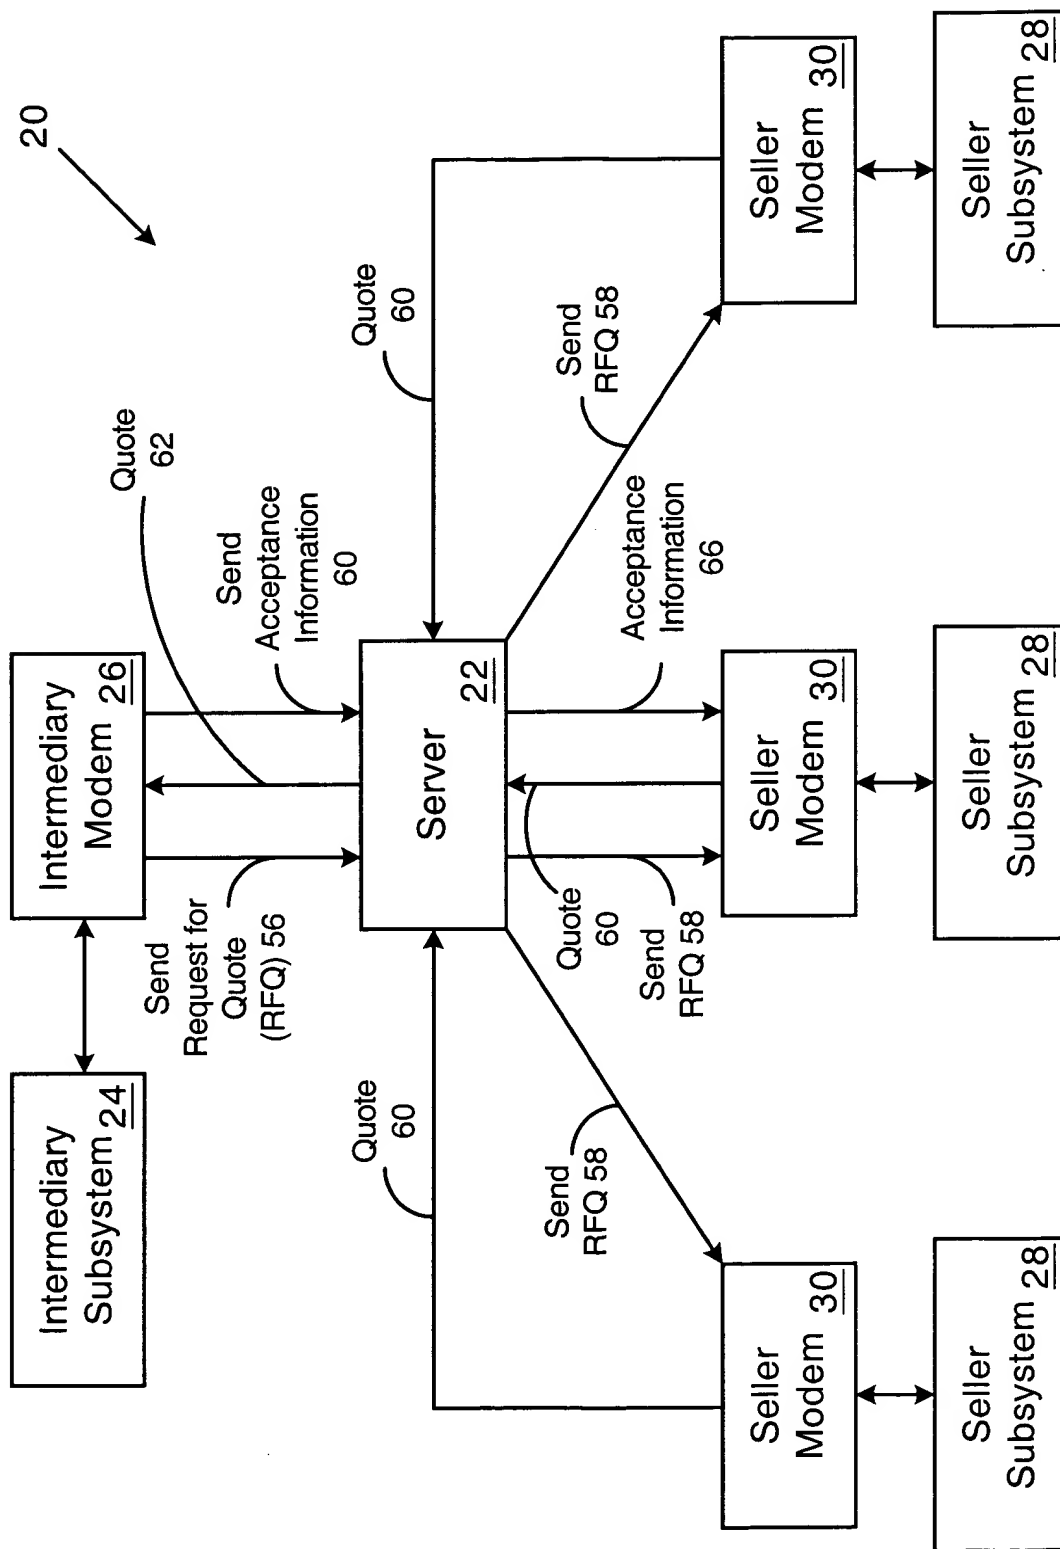 20
Intermediary
Subsystem 24
Intermediary
Modem 26
Send
Request for
Quote
(RFQ) 56
Quote
62
Send
Acceptance
Information
60
Quote
60
Server 22
Quote
60
Send
RFQ 58
Quote
60
Send
RFQ 58
Acceptance
Information
66
Send
RFQ 58
Seller
Modem 30
Seller
Modem 30
Seller
Modem 30
Seller
Subsystem 28
Seller
Subsystem 28
Seller
Subsystem 28